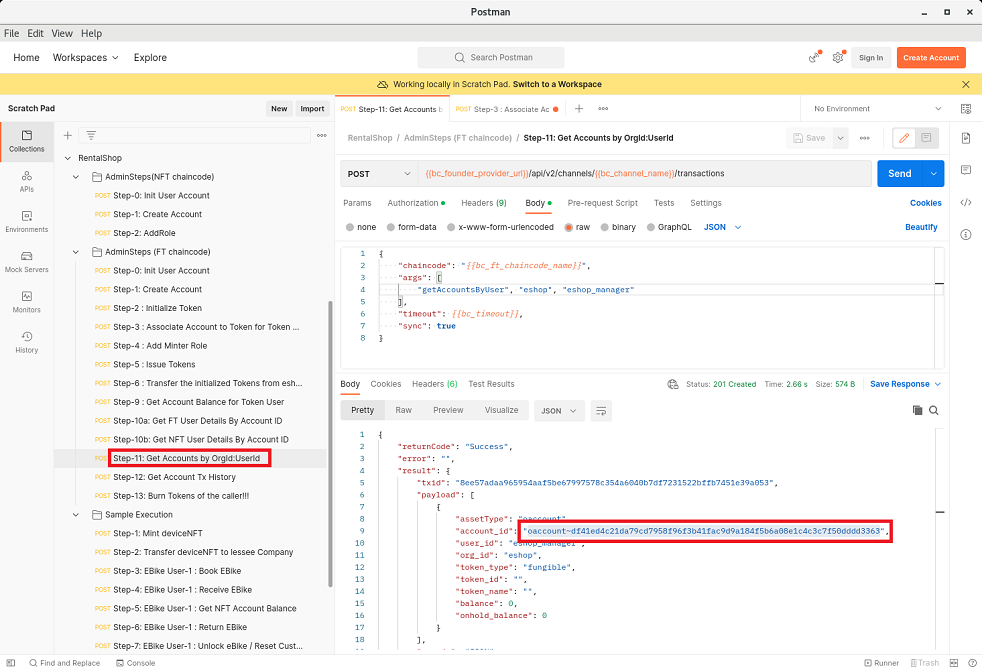 Postman
File Edit View Help
Home Workspaces Explore Search Postman Sign In Create Account
Working locally in Scratch Pad. Switch to a Workspace
Scratch Pad New Import
POST Step-11: Get Accounts b POST Step-3 : Associate Ac No Environment
Collections
APIs
Environments
Mock Servers
Monitors
History
RentalShop
AdminSteps(NFT chaincode)
POST Step-0: Init User Account
POST Step-1: Create Account
POST Step-2: AddRole
AdminSteps (FT chaincode)
POST Step-0: Init User Account
POST Step-1: Create Account
POST Step-2 : Initialize Token
POST Step-3 : Associate Account to Token for Token ...
POST Step-4 : Add Minter Role
POST Step-5 : Issue Tokens
POST Step-6 : Transfer the initialized Tokens from esh...
POST Step-9 : Get Account Balance for Token User
POST Step-10a: Get FT User Details By Account ID
POST Step-10b: Get NFT User Details By Account ID
POST Step-11: Get Accounts by OrgId:UserId
POST Step-12: Get Account Tx History
POST Step-13: Burn Tokens of the caller!!!
Sample Execution
POST Step-1: Mint deviceNFT
POST Step-2: Transfer deviceNFT to lessee Company
POST Step-3: EBike User-1 : Book EBike
POST Step-4: EBike User-1 : Receive EBike
POST Step-5: EBike User-1 : Get NFT Account Balance
POST Step-6: EBike User-1 : Return EBike
POST Step-7: EBike User-1 : Unlock eBike / Reset Cust...
RentalShop / AdminSteps (FT chaincode) / Step-11: Get Accounts by OrgId:UserId Save
POST {{bc_founder_provider_url}}/api/v2/channels/{{bc_channel_name}}/transactions Send
Params Authorization Headers (9) Body Pre-request Script Tests Settings Cookies
none form-data x-www-form-urlencoded raw binary GraphQL JSON Beautify
1 {
2 "chaincode": "{{bc_ft_chaincode_name}}",
3 "args": [
4 "getAccountsByUser", "eshop", "eshop_manager"
5 ],
6 "timeout": {{bc_timeout}},
7 "sync": true
8 }
Body Cookies Headers (6) Test Results Status: 201 Created Time: 2.66 s Size: 574 B Save Response
Pretty Raw Preview Visualize JSON
1 {
2 "returnCode": "Success",
3 "error": "",
4 "result": {
5 "txid": "8ee57adaa965954aaf5be67997578c354a6040b7df7231522bffb7451e39a053",
6 "payload": [
7 {
8 "assetType": "oaccount",
9 "account_id": "oaccount~df41ed4c21da79cd7958f96f3b41fac9d9a184f5b6a08e1c4c3c7f50dddd3363",
10 "user_id": "eshop_manager",
11 "org_id": "eshop",
12 "token_type": "fungible",
13 "token_id": "",
14 "token_name": "",
15 "balance": 0,
16 "onhold_balance": 0
17 }
18 ],
Find and Replace Console Runner Trash